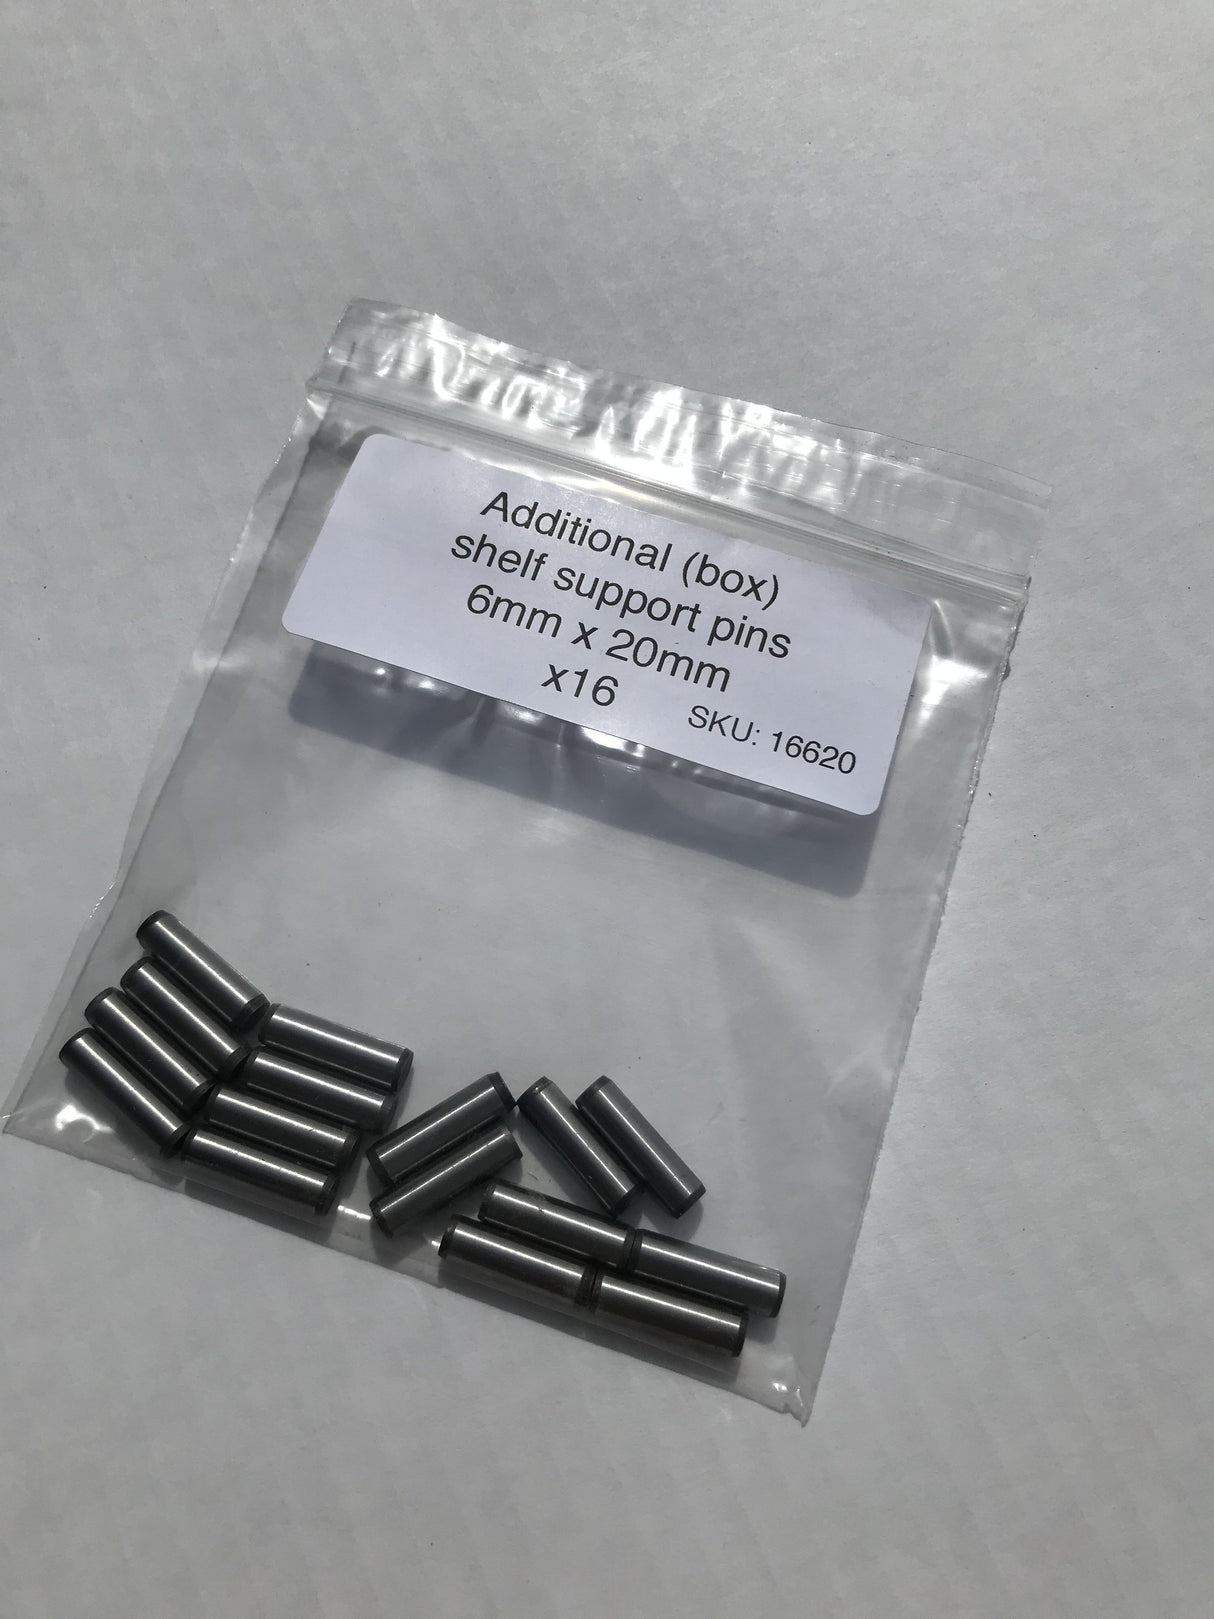 Additional (box)
shelf support pins
6mm x 20mm
x16
SKU: 16620